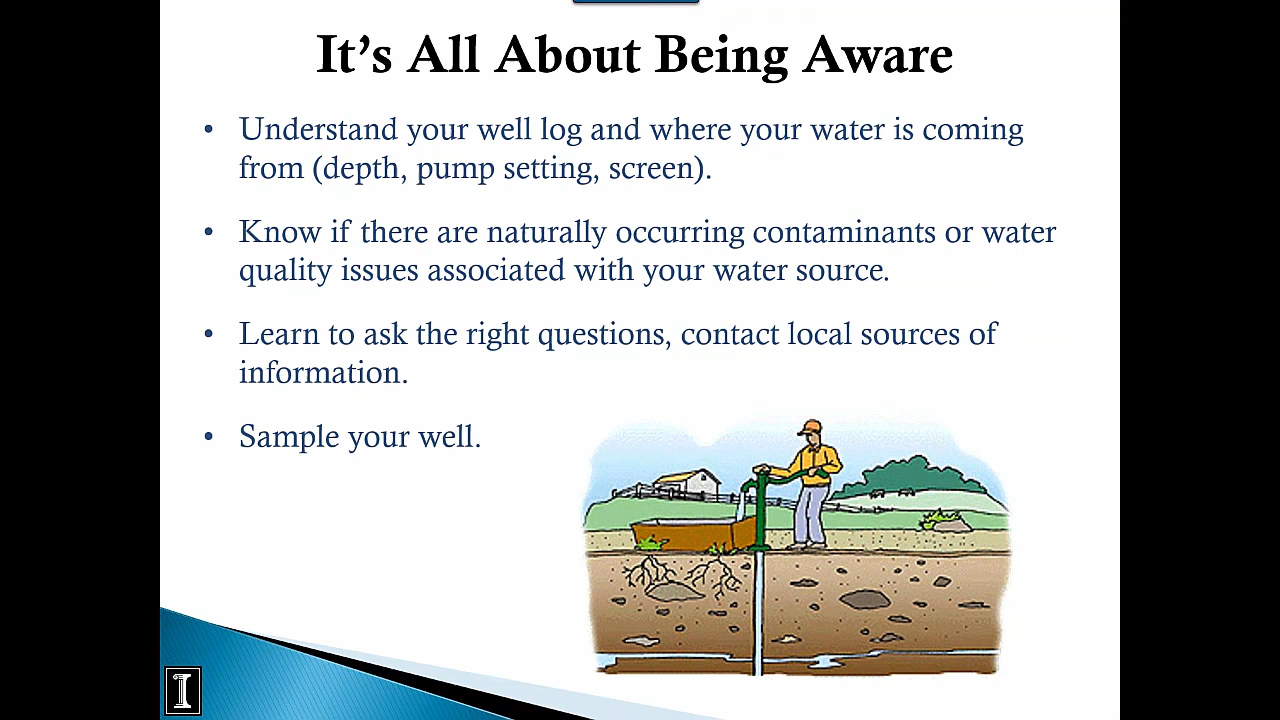 It’s All About Being Aware
• Understand your well log and where your water is coming
from (depth, pump setting, screen).
• Know if there are naturally occurring contaminants or water
quality issues associated with your water source.
• Learn to ask the right questions, contact local sources of
information.
• Sample your well.
I